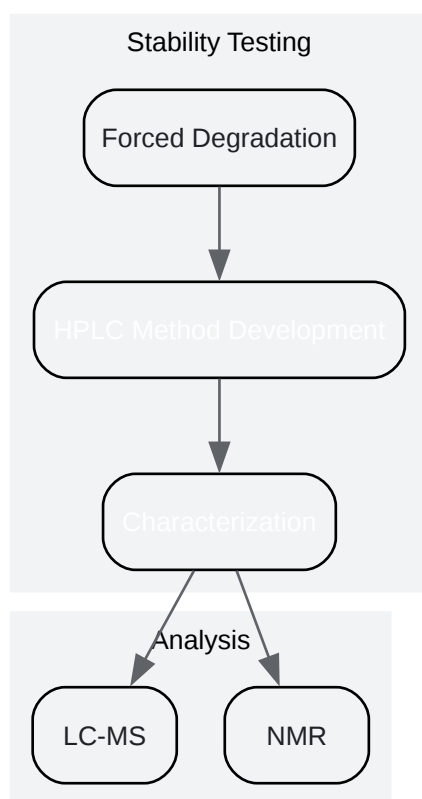 Stability Testing
Forced Degradation
HPLC Method Development
Characterization
Analysis
LC-MS
NMR